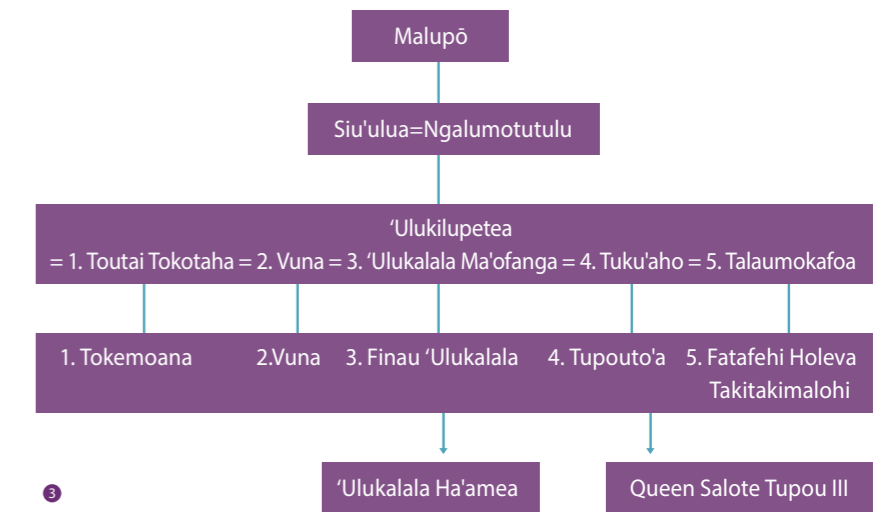 Malupō
Siu'ulua=Ngalumotutulu
‘Ulukilupetea
= 1. Toutai Tokotaha = 2. Vuna = 3. ‘Ulukalala Ma'ofanga = 4. Tuku'aho = 5. Talaumokafoa
1. Tokemoana 2.Vuna 3. Finau ‘Ulukalala 4. Tupouto'a 5. Fatafehi Holeva
Takitakimalohi
‘Ulukalala Ha'amea Queen Salote Tupou III
3